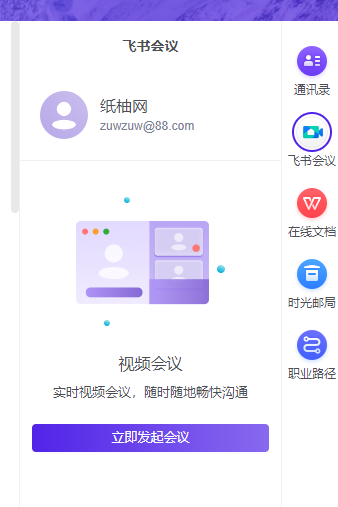 飞书会议
纸柚网
zuwzuw@88.com
视频会议
实时视频会议，随时随地畅快沟通
立即发起会议
通讯录
飞书会议
在线文档
时光邮局
职业路径